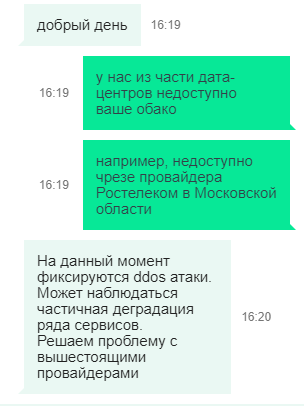 добрый день
16:19
у нас из части дата-
центров недоступно
ваше обако
16:19
например, недоступно
чрезе провайдера
Ростелеком в Московской
области
16:19
На данный момент
фиксируются ddos атаки.
Может наблюдаться
частичная деградация
ряда сервисов.
Решаем проблему с
вышестоящими
провайдерами
16:20